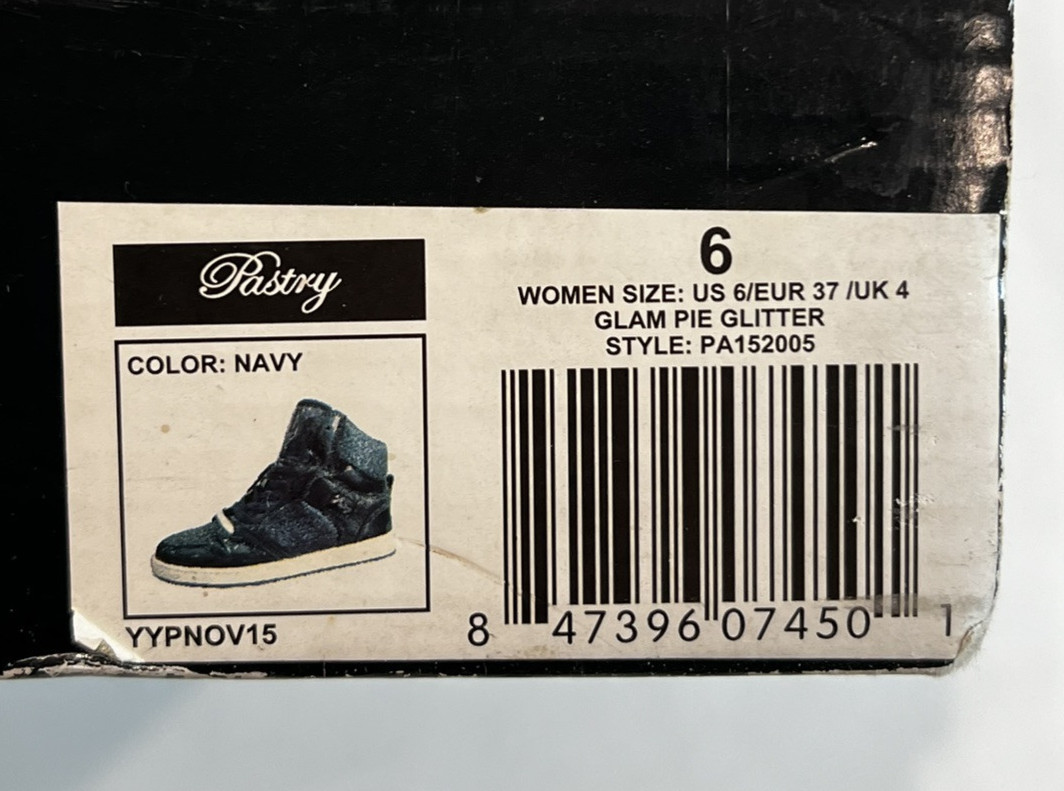 Pastry
COLOR: NAVY
YYPNOV15
6
WOMEN SIZE: US 6/EUR 37 /UK 4
GLAM PIE GLITTER
STYLE: PA152005
8 47396 07450 1